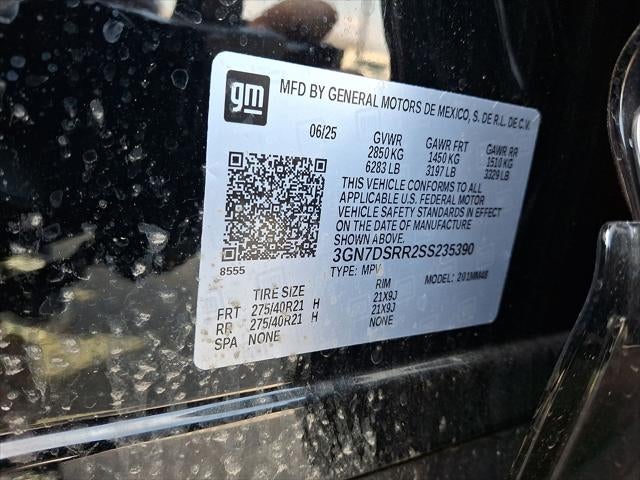 gm
MFD BY GENERAL MOTORS DE MEXICO, S. DE R.L. DE C.V.
06/25 GVWR GAWR FRT GAWR RR
2850 KG 1450 KG 1510 KG
6283 LB 3197 LB 3329 LB
THIS VEHICLE CONFORMS TO ALL
APPLICABLE U.S. FEDERAL MOTOR
VEHICLE SAFETY STANDARDS IN EFFECT
ON THE DATE OF MANUFACTURE
SHOWN ABOVE.
3GN7DSRR2SS235390
8555 TYPE: MPV MODEL: 201MM48
TIRE SIZE RIM
FRT 275/40R21 H 21X9J
RR 275/40R21 H 21X9J
SPA NONE NONE